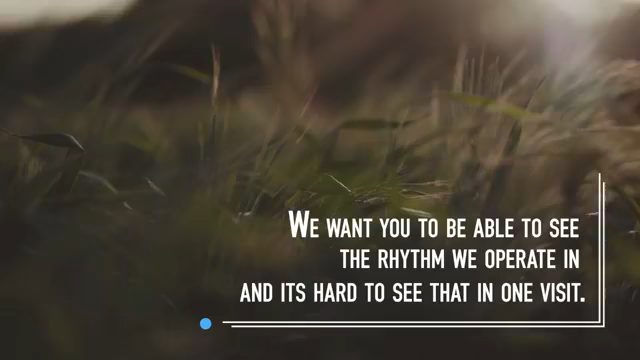 We want you to be able to see
the rhythm we operate in
and its hard to see that in one visit.